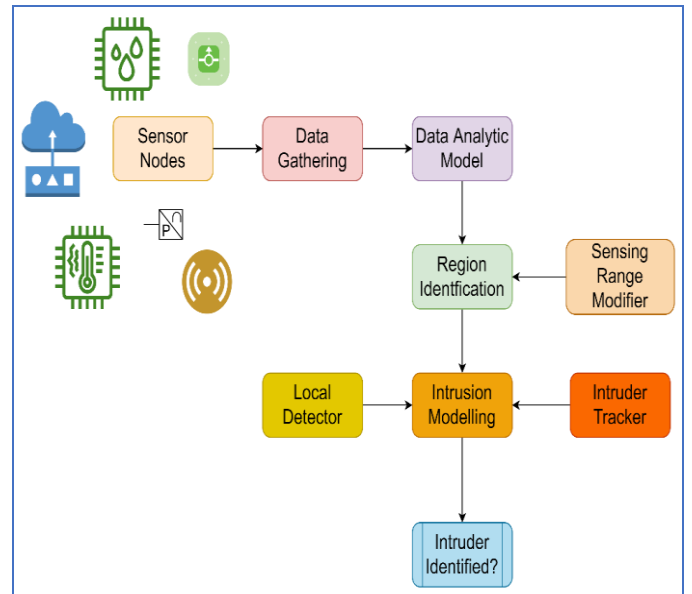 Sensor
Nodes
Data
Gathering
Data Analytic
Model
P
Region
Identfication
Sensing
Range
Modifier
Local
Detector
Intrusion
Modelling
Intruder
Tracker
Intruder
Identified?